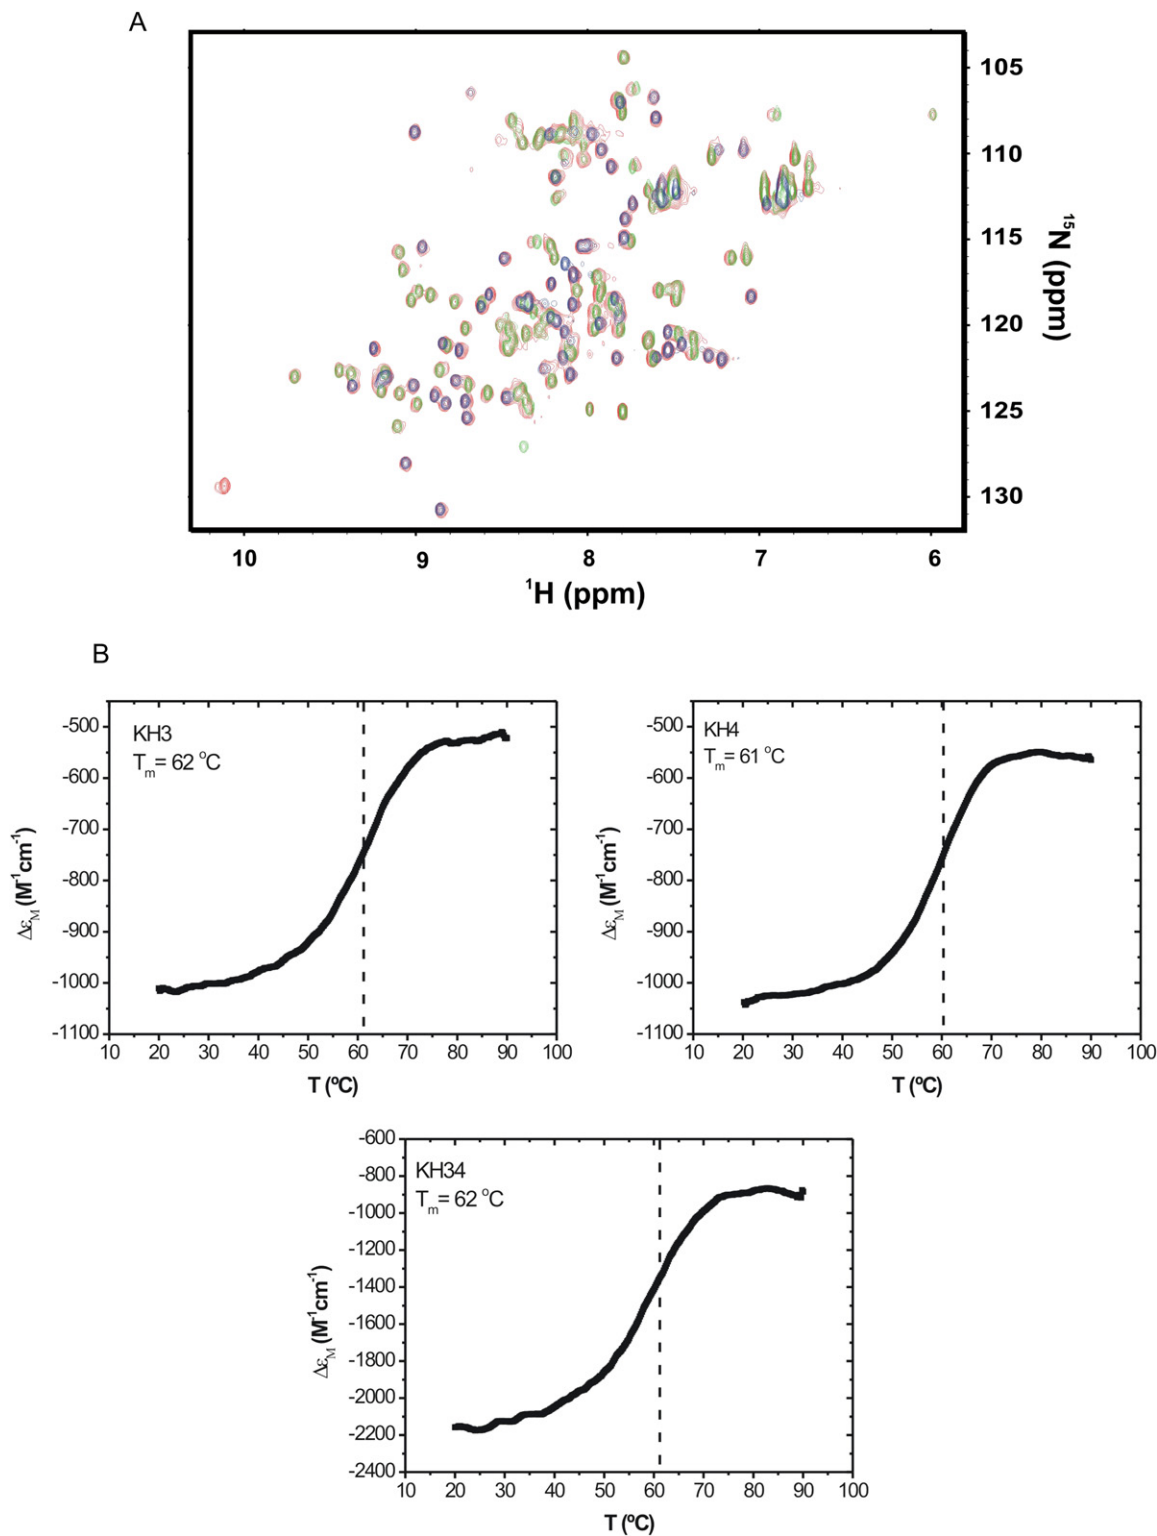 A
105
110
115
120
125
130
¹⁵N (ppm)
10 9 8 7 6
¹H (ppm)
B
KH3
Tₘ= 62 °C
-500
-600
-700
-800
-900
-1000
-1100
ΔεM (M⁻¹cm⁻¹)
10 20 30 40 50 60 70 80 90 100
T (ºC)
KH4
Tₘ= 61 °C
-500
-600
-700
-800
-900
-1000
-1100
ΔεM (M⁻¹cm⁻¹)
10 20 30 40 50 60 70 80 90 100
T (ºC)
KH34
Tₘ= 62 °C
-600
-800
-1000
-1200
-1400
-1600
-1800
-2000
-2200
-2400
ΔεM (M⁻¹cm⁻¹)
10 20 30 40 50 60 70 80 90 100
T (ºC)